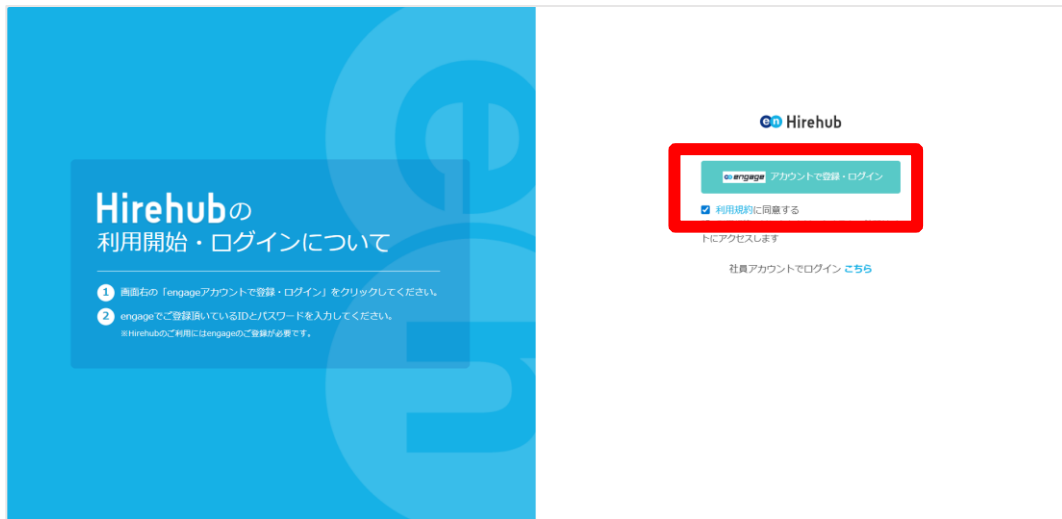 Hirehubの
利用開始・ログインについて
1 画面右の「engageアカウントで登録・ログイン」をクリックしてください。
2 engageでご登録頂いているIDとパスワードを入力してください。
※Hirehubのご利用にはengageのご登録が必要です。
en Hirehub
en engage アカウントで登録・ログイン
利用規約に同意する
トにアクセスします
社員アカウントでログイン こちら